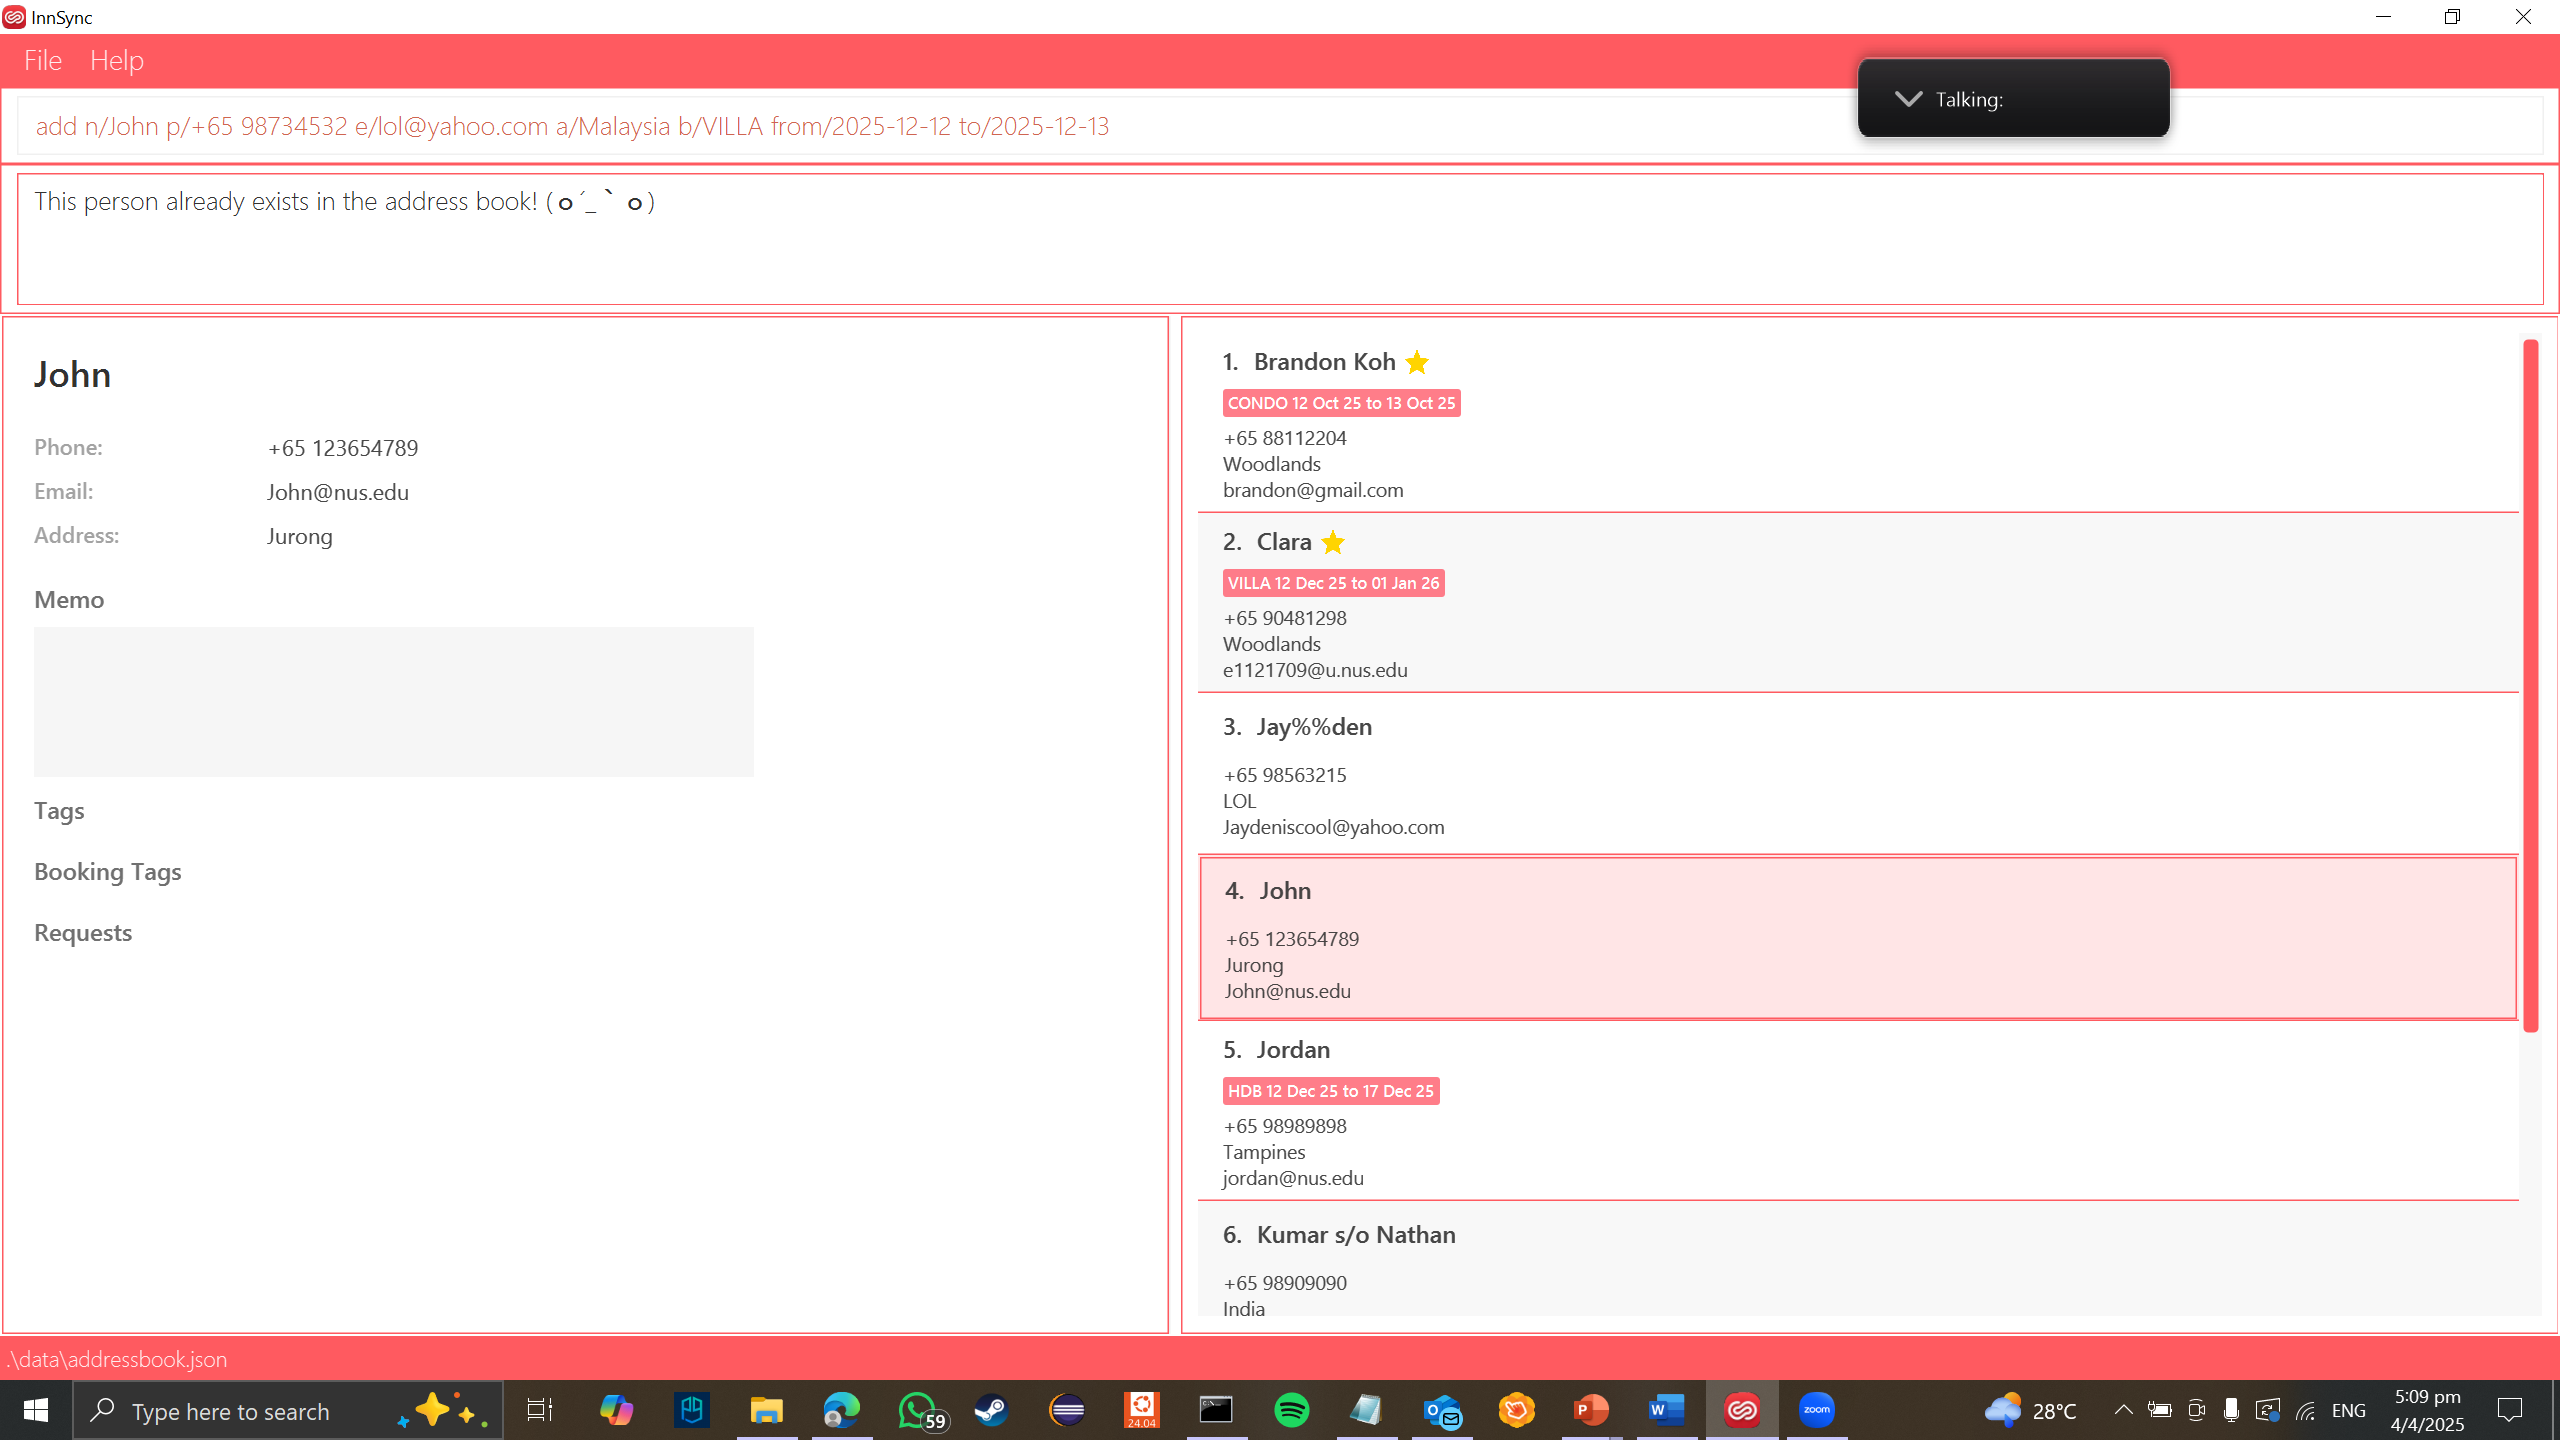 InnSync
File Help
Talking:
add n/John p/+65 98734532 e/lol@yahoo.com a/Malaysia b/VILLA from/2025-12-12 to/2025-12-13
This person already exists in the address book! (ｏ´_｀ｏ)
John
Phone: +65 123654789
Email: John@nus.edu
Address: Jurong
Memo
Tags
Booking Tags
Requests
1. Brandon Koh
CONDO 12 Oct 25 to 13 Oct 25
+65 88112204
Woodlands
brandon@gmail.com
2. Clara
VILLA 12 Dec 25 to 01 Jan 26
+65 90481298
Woodlands
e1121709@u.nus.edu
3. Jay%%den
+65 98563215
LOL
Jaydeniscool@yahoo.com
4. John
+65 123654789
Jurong
John@nus.edu
5. Jordan
HDB 12 Dec 25 to 17 Dec 25
+65 98989898
Tampines
jordan@nus.edu
6. Kumar s/o Nathan
+65 98909090
India
.\data\addressbook.json
Type here to search
59
24.04
zoom
28°C
ENG
5:09 pm
4/4/2025